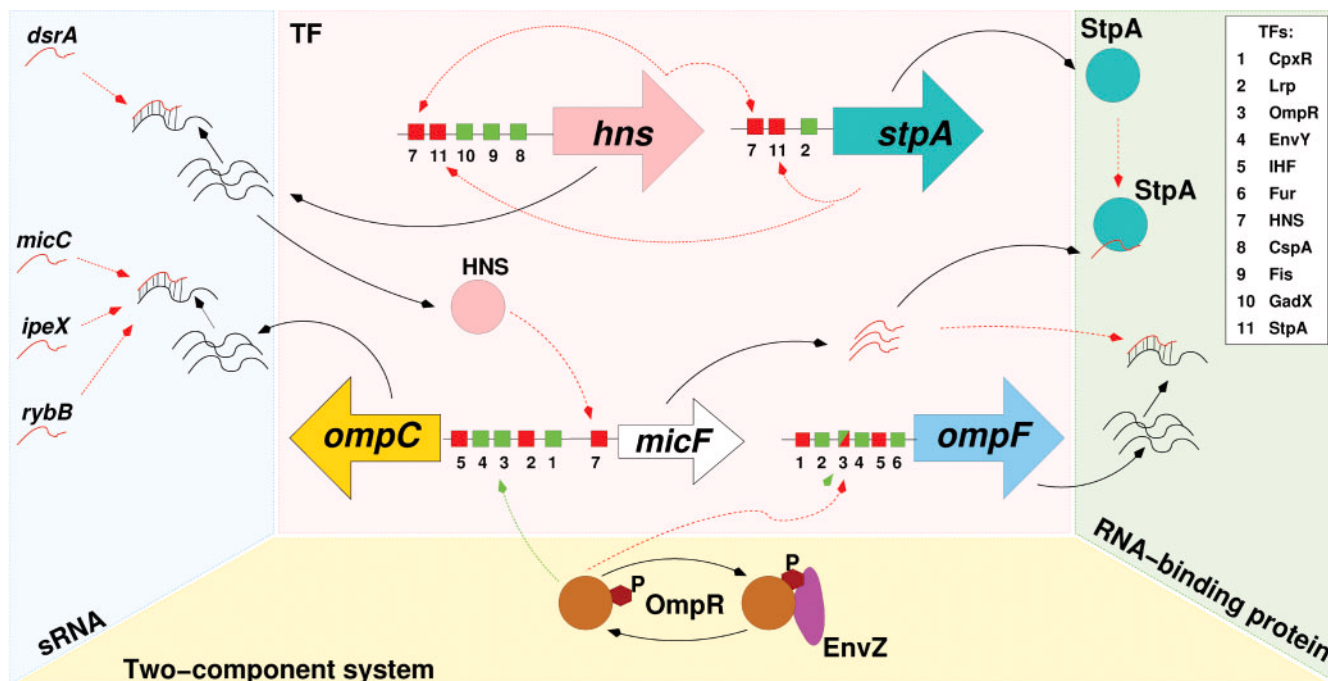 dsrA
TF
StpA
TFs:
1 CpxR
2 Lrp
3 OmpR
4 EnvY
5 IHF
6 Fur
7 HNS
8 CspA
9 Fis
10 GadX
11 StpA
hns
7 11 10 9 8
stpA
7 11 2
StpA
micC
HNS
ipeX
rybB
ompC
5 4 3 2 1 7
micF
1 2 3 4 5 6
ompF
P
OmpR
P
EnvZ
sRNA
Two-component system
RNA-binding protein